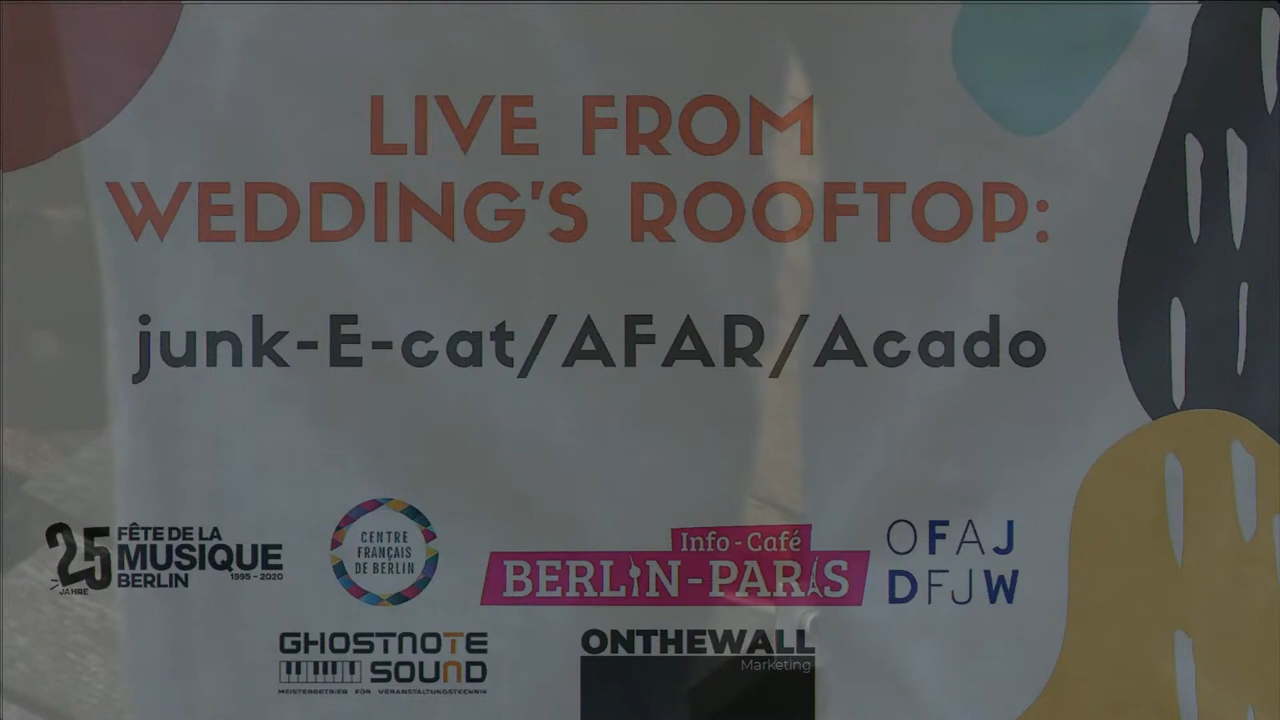 LIVE FROM
WEDDING'S ROOFTOP:
junk-E-cat/AFAR/Acado
25 JAHRE
FÊTE DE LA
MUSIQUE
BERLIN 1995 - 2020
CENTRE
FRANÇAIS
DE BERLIN
Info-Café
BERLIN-PARIS
OFAJ
DFJW
GHOSTNOTE
SOUND
MEISTERBETRIEB FÜR VERANSTALTUNGSTECHNIK
ONTHEWALL
Marketing